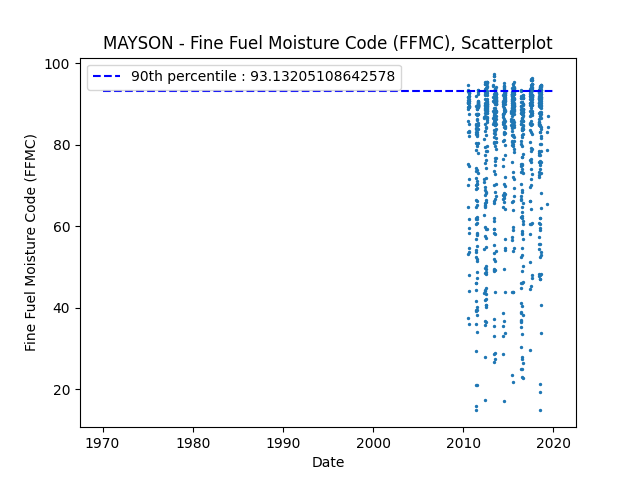 MAYSON - Fine Fuel Moisture Code (FFMC), Scatterplot
90th percentile : 93.13205108642578
100
80
60
40
20
Fine Fuel Moisture Code (FFMC)
1970
1980
1990
2000
2010
2020
Date